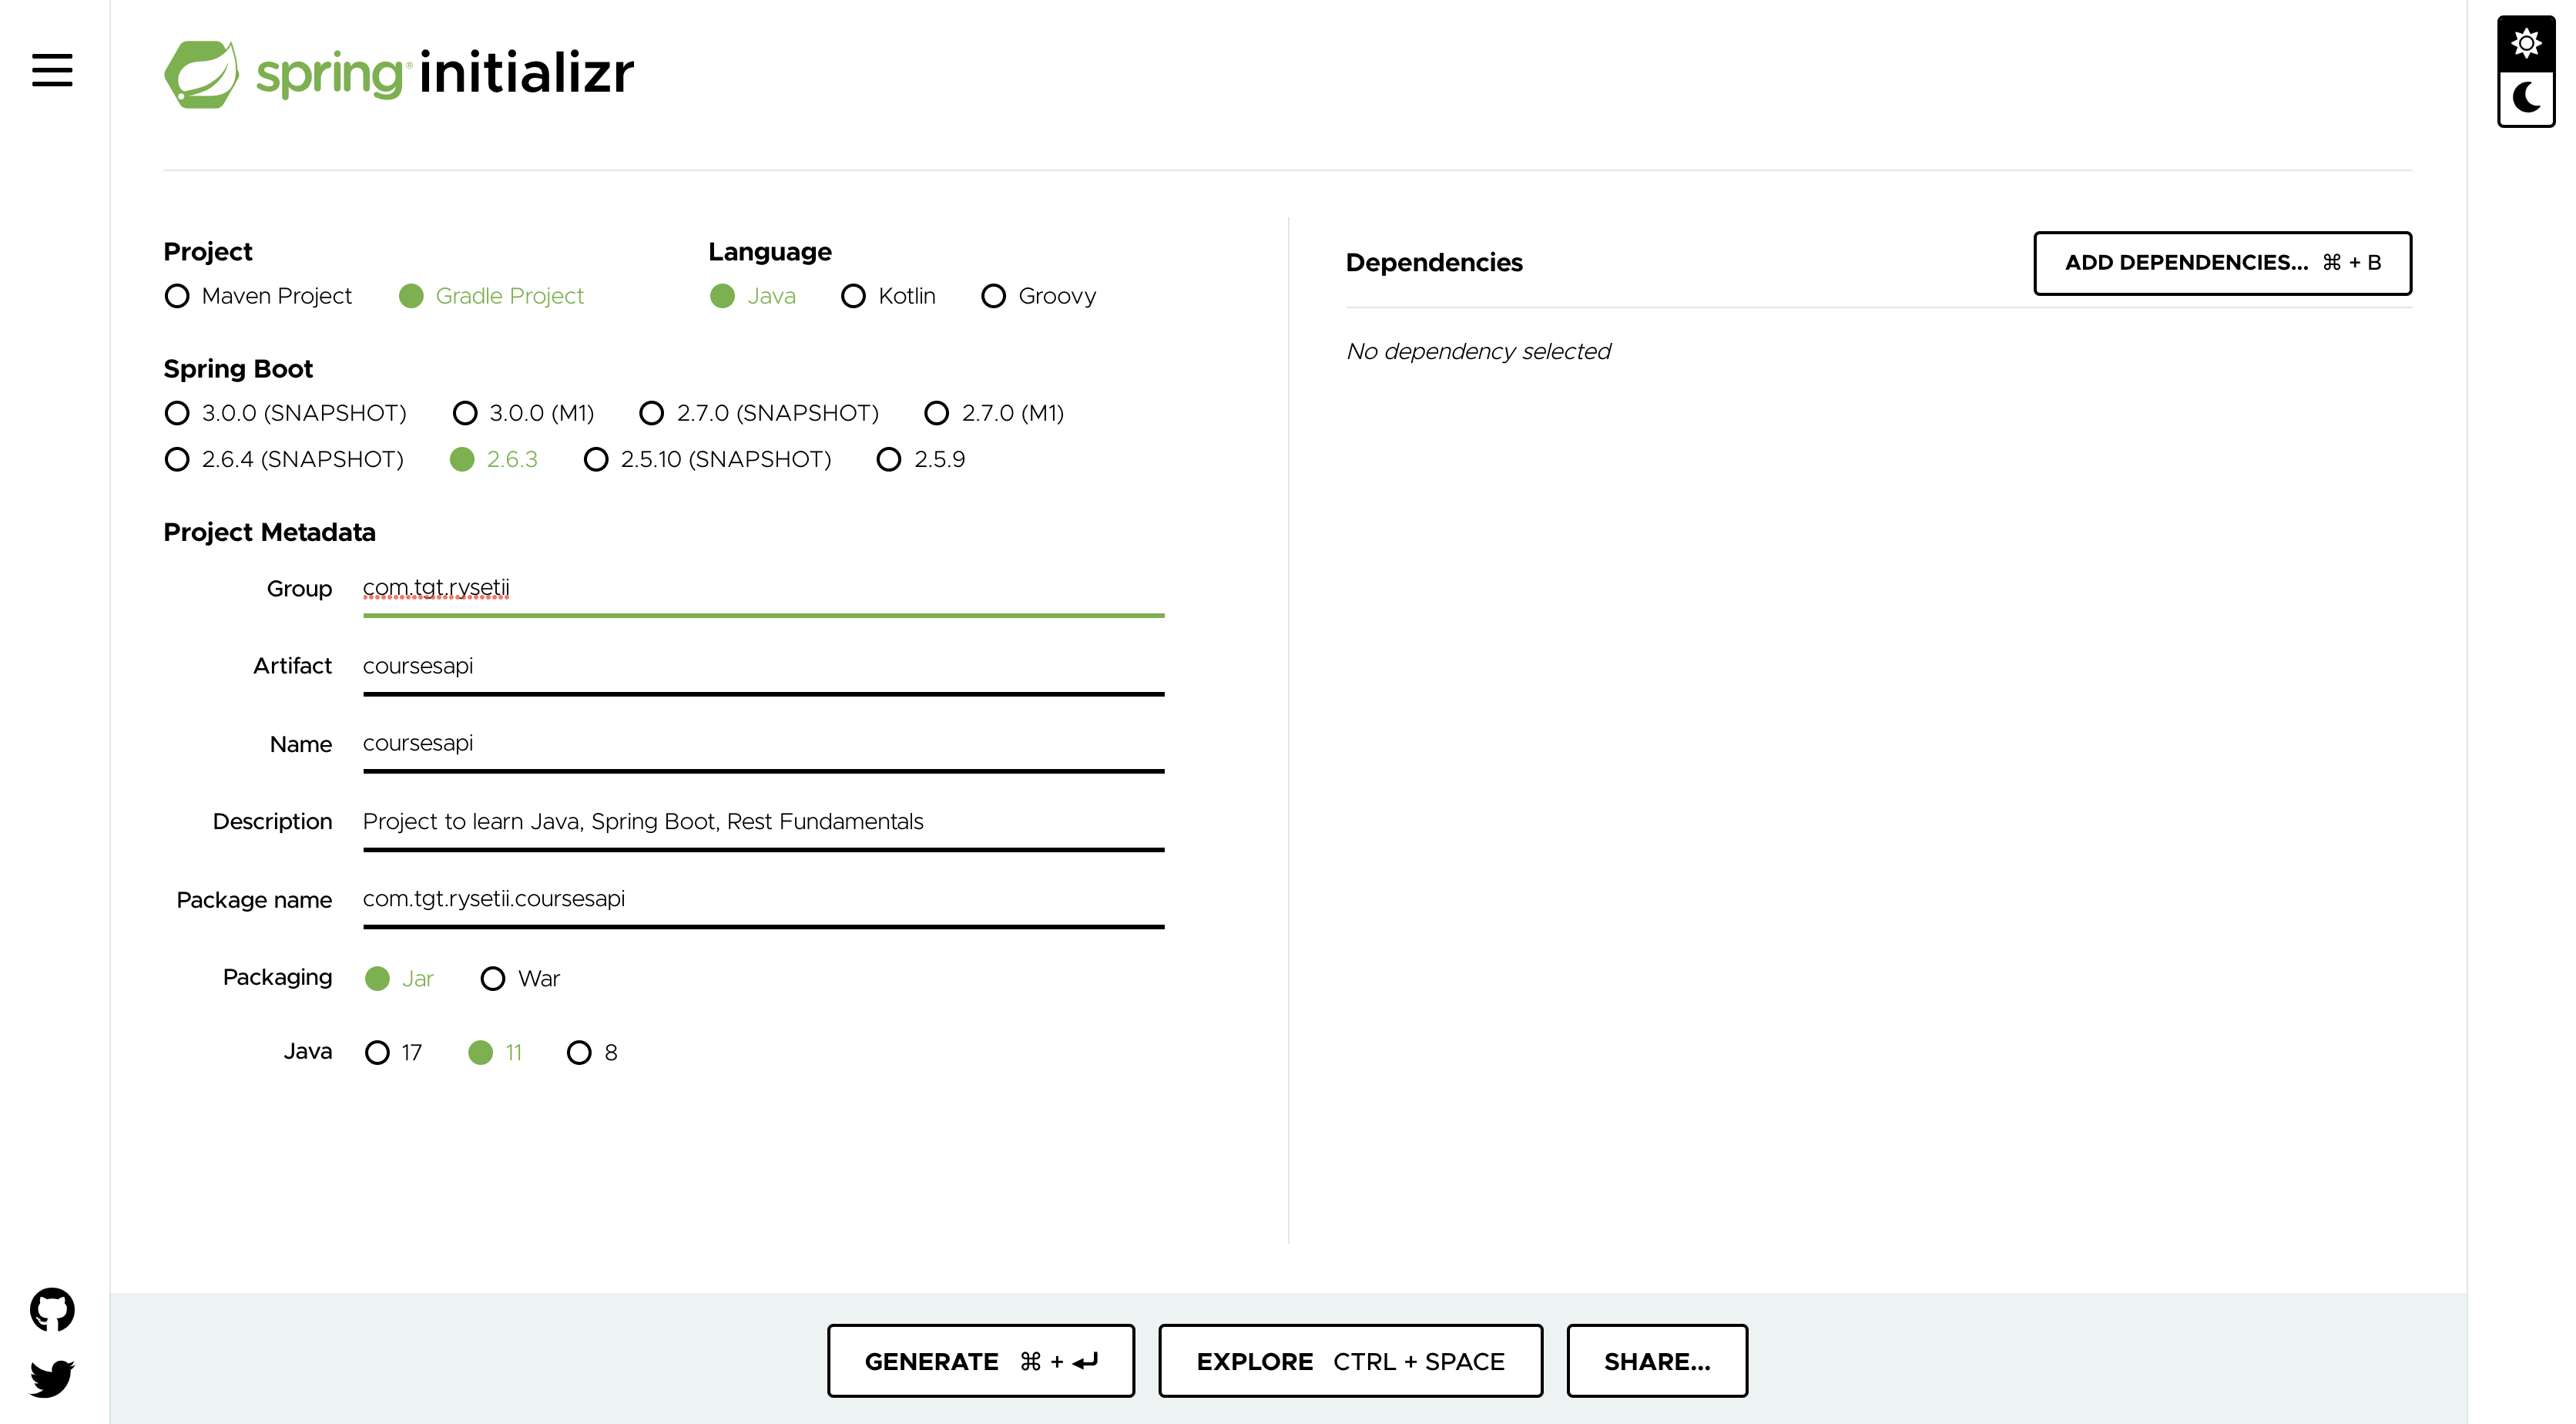 spring initializr
Project
Maven Project Gradle Project
Language
Java Kotlin Groovy
Spring Boot
3.0.0 (SNAPSHOT) 3.0.0 (M1) 2.7.0 (SNAPSHOT) 2.7.0 (M1)
2.6.4 (SNAPSHOT) 2.6.3 2.5.10 (SNAPSHOT) 2.5.9
Project Metadata
Group com.tgt.rysetii
Artifact coursesapi
Name coursesapi
Description Project to learn Java, Spring Boot, Rest Fundamentals
Package name com.tgt.rysetii.coursesapi
Packaging Jar War
Java 17 11 8
Dependencies
ADD DEPENDENCIES... ⌘ + B
No dependency selected
GENERATE ⌘ + ↵
EXPLORE CTRL + SPACE
SHARE...